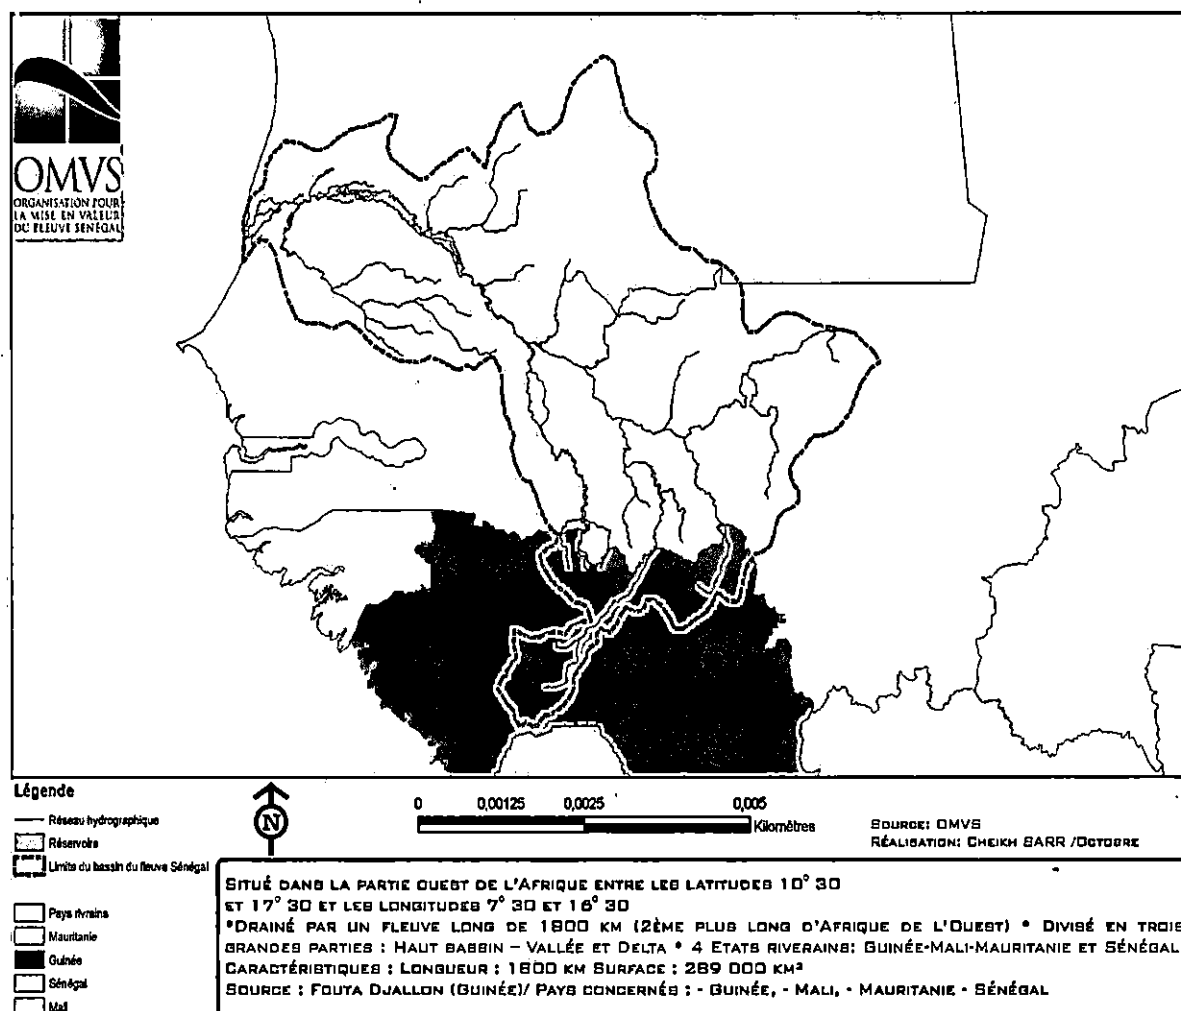 OMVS
ORGANISATION POUR
LA MISE EN VALEUR
DU FLEUVE SÉNÉGAL
Légende
Réseau hydrographique
Réservoirs
Limite du bassin du fleuve Sénégal
Pays rivrains
Mauritanie
Guinée
Sénégal
Mali
N
0 0,00125 0,0025 0,005
Kilomètres
SOURCE: OMVS
RÉALISATION: CHEIKH SARR /OCTOBRE
SITUÉ DANS LA PARTIE OUEST DE L'AFRIQUE ENTRE LES LATITUDES 10° 30
ET 17° 30 ET LES LONGITUDES 7° 30 ET 16° 30
*DRAINÉ PAR UN FLEUVE LONG DE 1800 KM (2ÈME PLUS LONG D'AFRIQUE DE L'OUEST) * DIVISÉ EN TROIS
GRANDES PARTIES : HAUT BASSIN – VALLÉE ET DELTA * 4 ETATS RIVERAINS: GUINÉE-MALI-MAURITANIE ET SÉNÉGAL
CARACTÉRISTIQUES : LONGUEUR : 1800 KM SURFACE : 289 000 KM²
SOURCE : FOUTA DJALLON (GUINÉE)/ PAYS CONCERNÉS : - GUINÉE, - MALI, - MAURITANIE - SÉNÉGAL